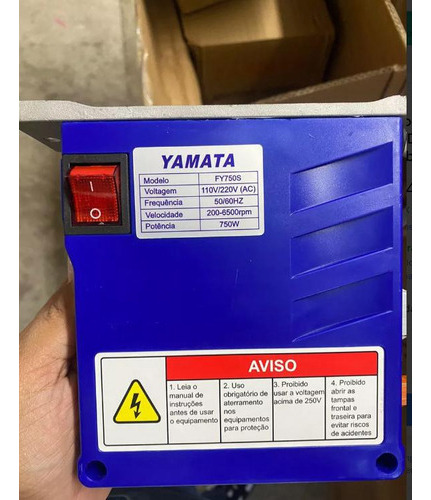 YAMATA
Modelo FY750S
Voltagem 110V/220V (AC)
Frequência 50/60HZ
Velocidade 200-6500rpm
Potência 750W
I
O
AVISO
1. Leia o
manual de
instruções
antes de usar
o equipamento
2. Uso
obrigatório de
aterramento
nos
equipamentos
para proteção
3. Proibido
usar a voltagem
acima de 250V
4. Proibido
abrir as
tampas
frontal e
traseira para
evitar riscos
de acidentes